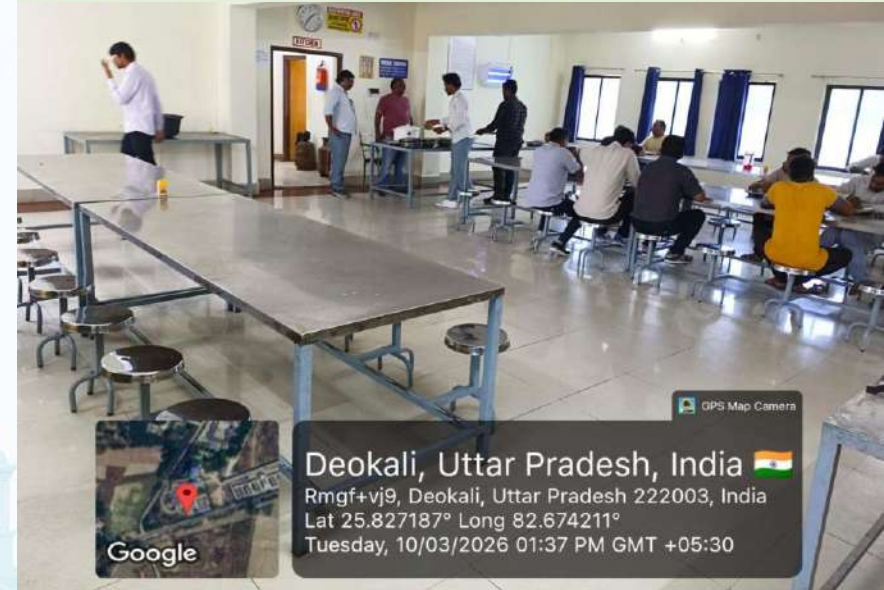 KITCHEN
GPS Map Camera
Deokali, Uttar Pradesh, India
Rmgf+vj9, Deokali, Uttar Pradesh 222003, India
Lat 25.827187° Long 82.674211°
Tuesday, 10/03/2026 01:37 PM GMT +05:30
Google